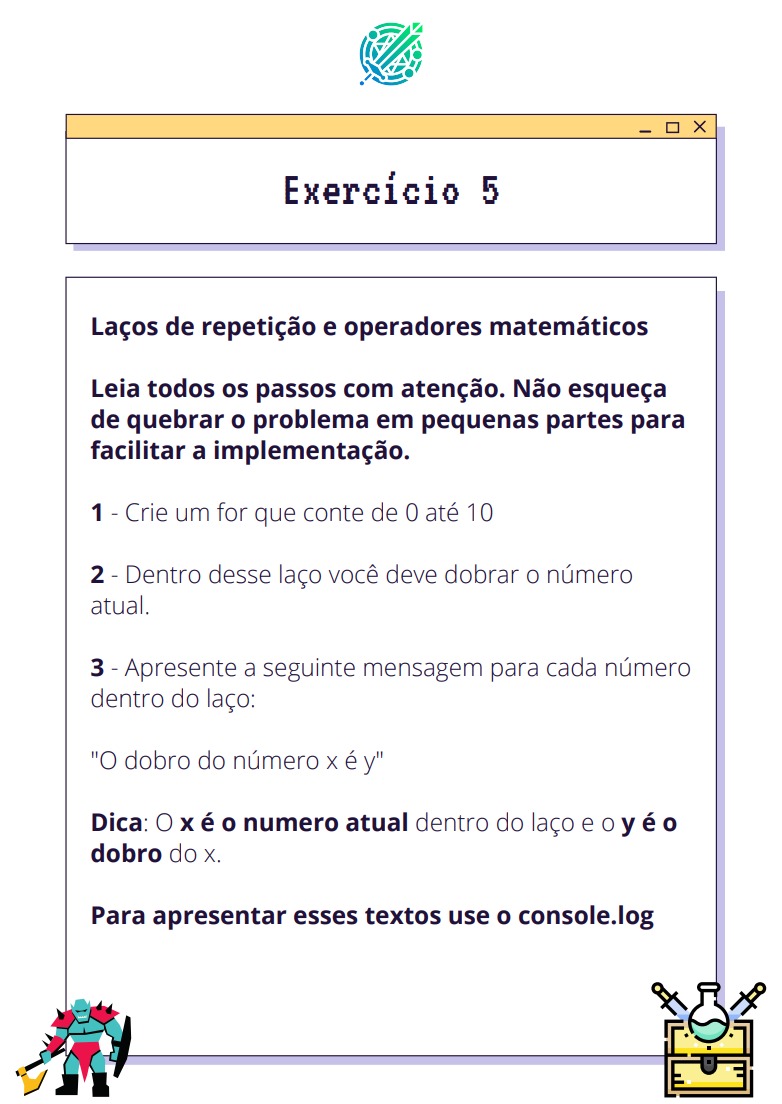 Exercício 5
Laços de repetição e operadores matemáticos
Leia todos os passos com atenção. Não esqueça
de quebrar o problema em pequenas partes para
facilitar a implementação.
1 - Crie um for que conte de 0 até 10
2 - Dentro desse laço você deve dobrar o número
atual.
3 - Apresente a seguinte mensagem para cada número
dentro do laço:
"O dobro do número x é y"
Dica: O x é o numero atual dentro do laço e o y é o
dobro do x.
Para apresentar esses textos use o console.log